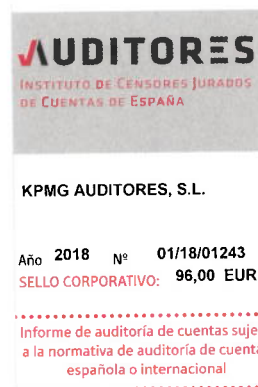 AUDITORES
INSTITUTO DE CENSORES JURADOS
DE CUENTAS DE ESPAÑA
KPMG AUDITORES, S.L.
Año 2018 Nº 01/18/01243
SELLO CORPORATIVO: 96,00 EUR
Informe de auditoría de cuentas suje
a la normativa de auditoría de cuenta
española o internacional